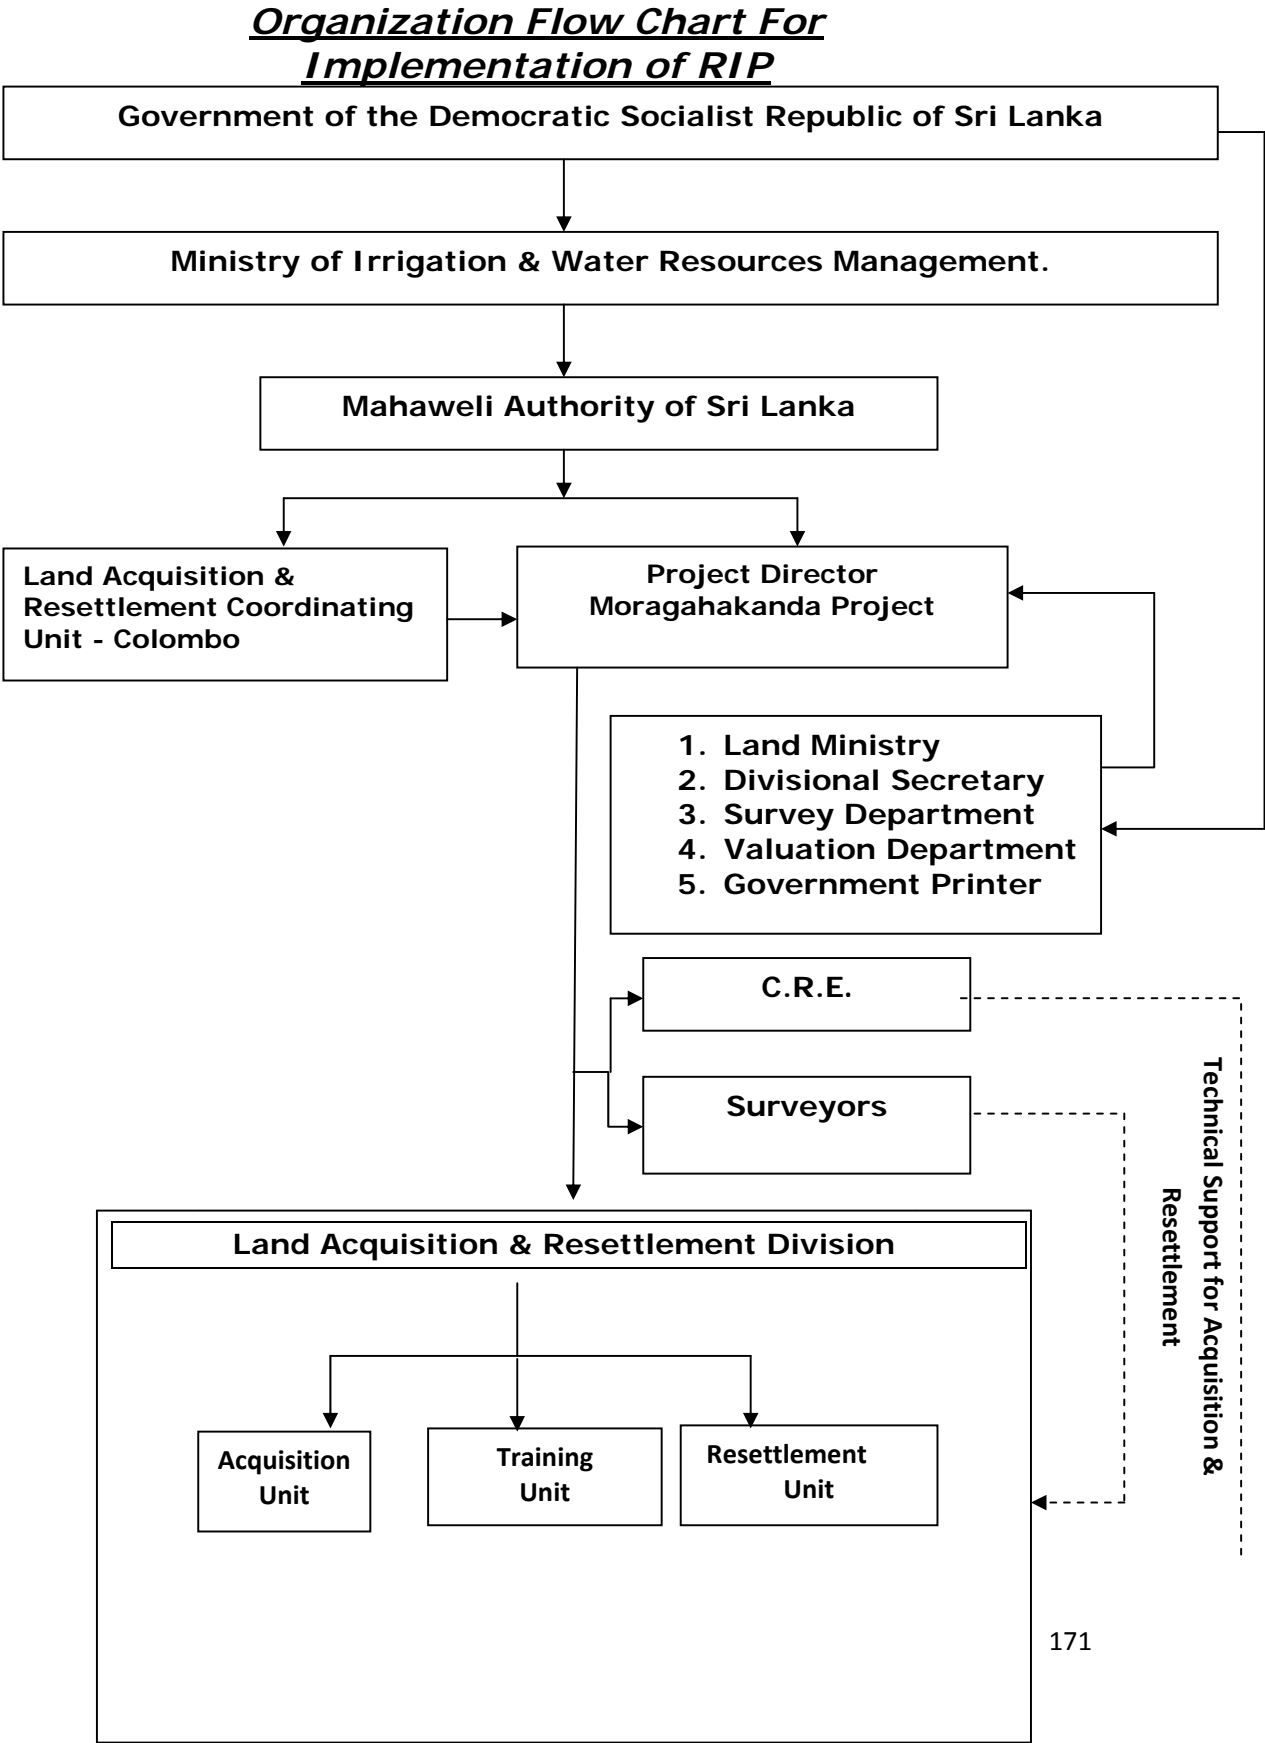 Organization Flow Chart For
Implementation of RIP
Government of the Democratic Socialist Republic of Sri Lanka
Ministry of Irrigation & Water Resources Management.
Mahaweli Authority of Sri Lanka
Land Acquisition &
Resettlement Coordinating
Unit - Colombo
Project Director
Moragahakanda Project
1. Land Ministry
2. Divisional Secretary
3. Survey Department
4. Valuation Department
5. Government Printer
C.R.E.
Surveyors
Technical Support for Acquisition &
Resettlement
Land Acquisition & Resettlement Division
Acquisition
Unit
Training
Unit
Resettlement
Unit
171